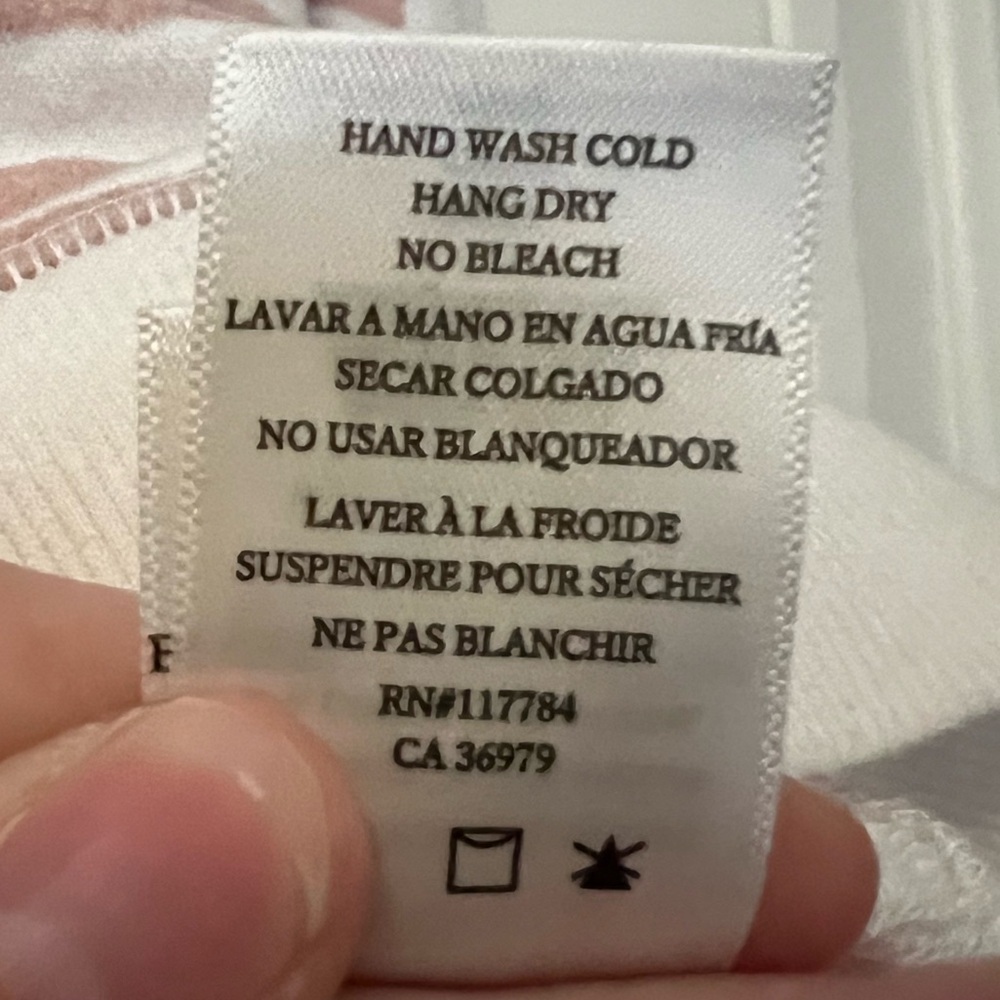 HAND WASH COLD
HANG DRY
NO BLEACH
LAVAR A MANO EN AGUA FRÍA
SECAR COLGADO
NO USAR BLANQUEADOR
LAVER À LA FROIDE
SUSPENDRE POUR SÉCHER
NE PAS BLANCHIR
RN#117784
CA 36979